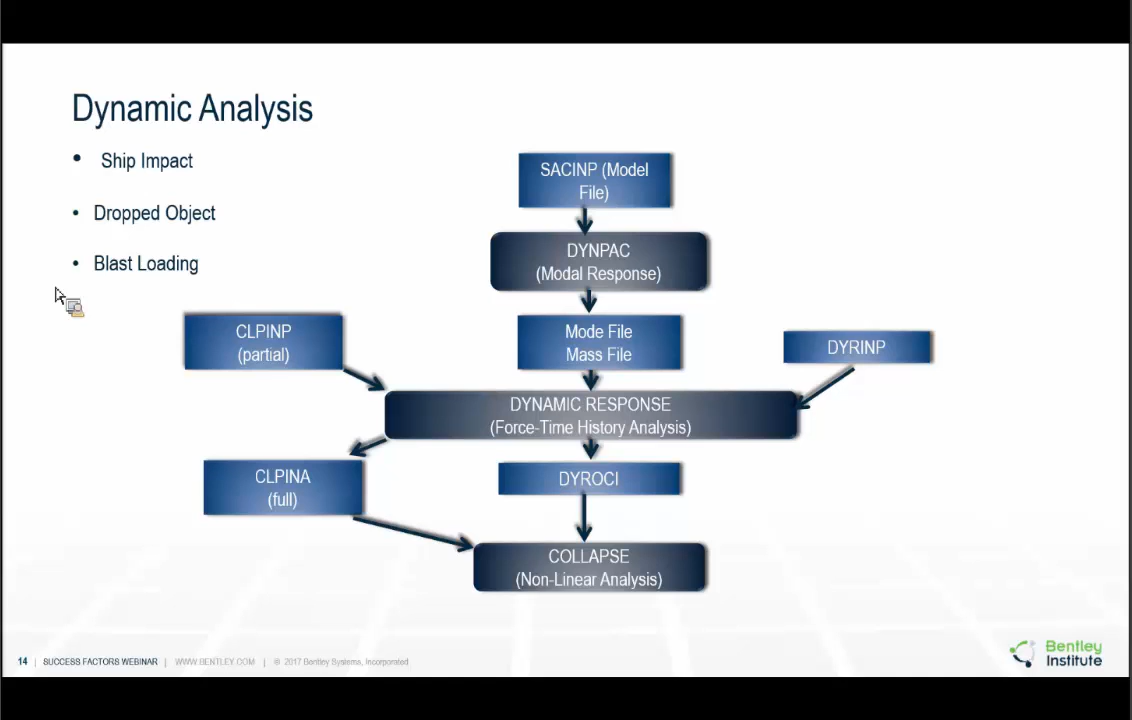 Dynamic Analysis
• Ship Impact
• Dropped Object
• Blast Loading
SACINP (Model
File)
DYNPAC
(Modal Response)
CLPINP
(partial)
Mode File
Mass File
DYRINP
DYNAMIC RESPONSE
(Force-Time History Analysis)
CLPINA
(full)
DYROCI
COLLAPSE
(Non-Linear Analysis)
14 | SUCCESS FACTORS WEBINAR | WWW.BENTLEY.COM | © 2017 Bentley Systems, Incorporated
Bentley
Institute